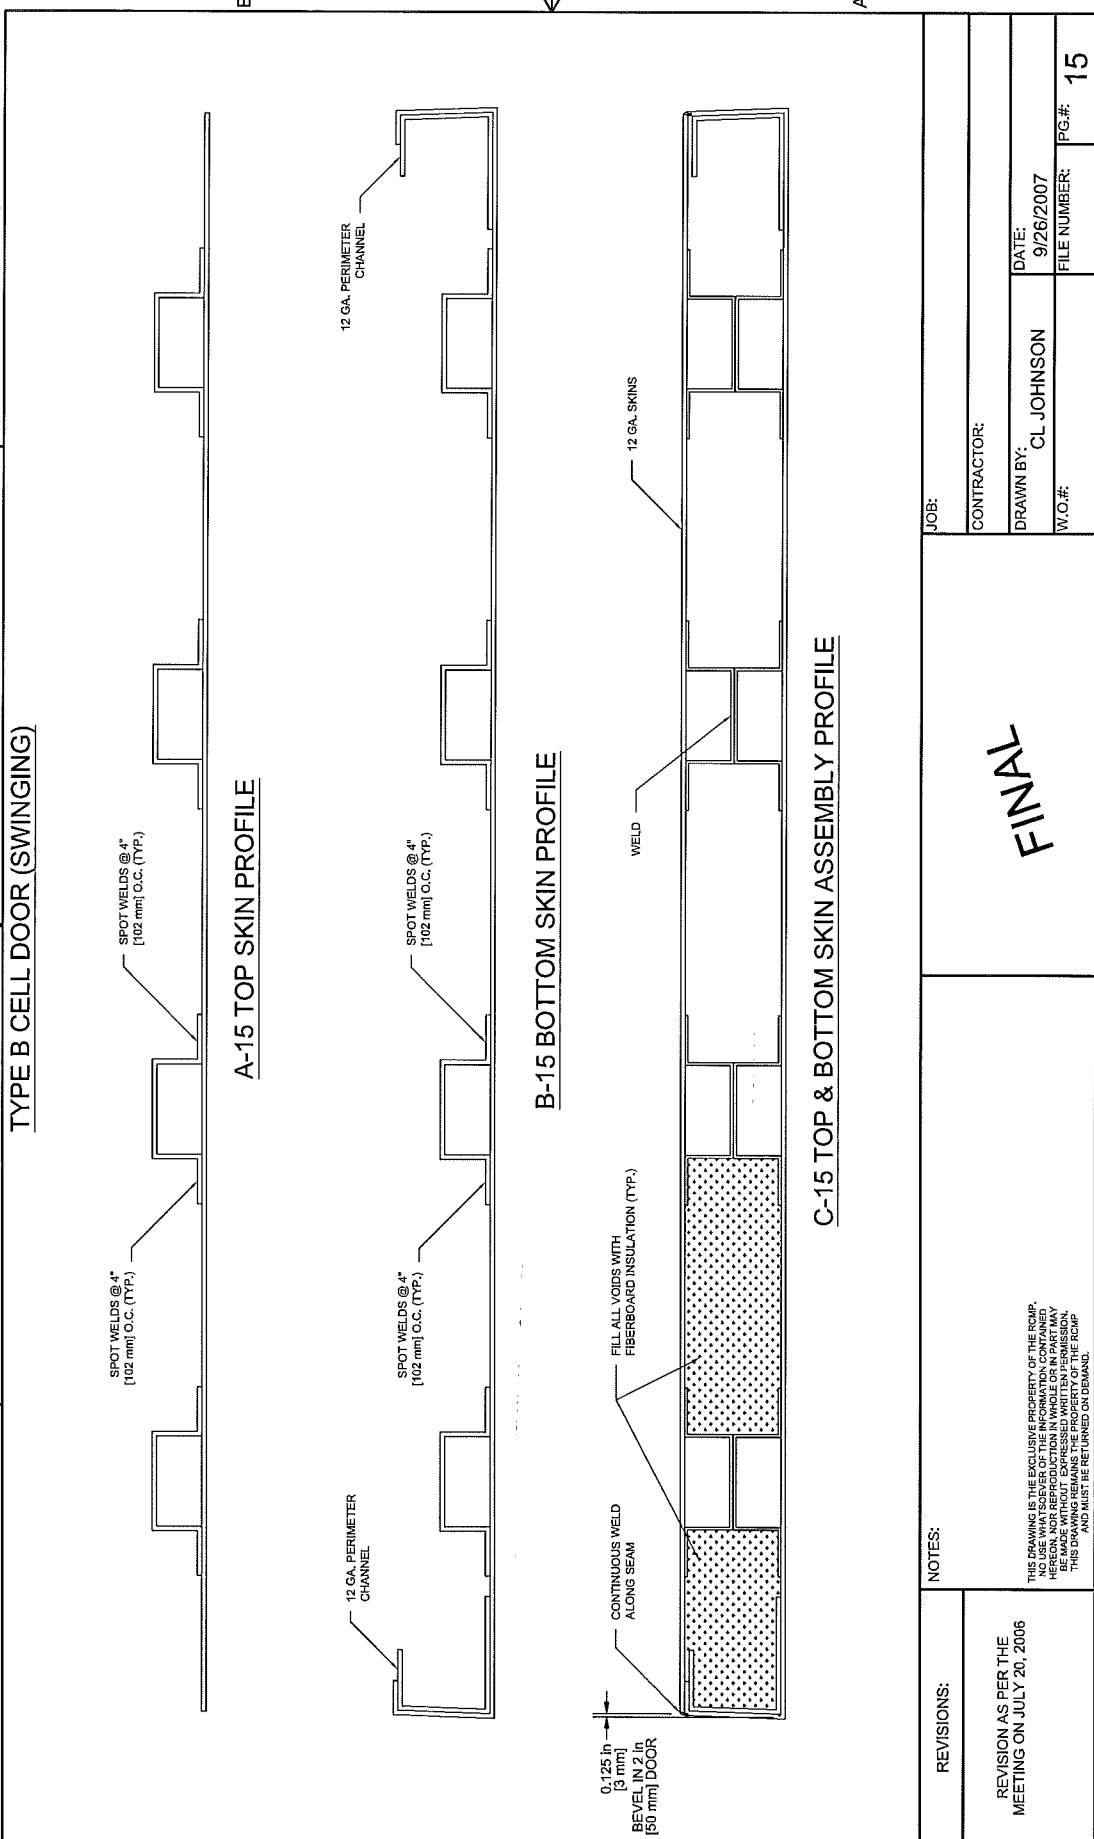 TYPE B CELL DOOR (SWINGING)
SPOT WELDS @ 4"
[102 mm] O.C. (TYP.)
SPOT WELDS @ 4"
[102 mm] O.C. (TYP.)
A-15 TOP SKIN PROFILE
12 GA. PERIMETER
CHANNEL
SPOT WELDS @ 4"
[102 mm] O.C. (TYP.)
SPOT WELDS @ 4"
[102 mm] O.C. (TYP.)
12 GA. PERIMETER
CHANNEL
B-15 BOTTOM SKIN PROFILE
0.125 in
[3 mm]
BEVEL IN 2 in
[50 mm] DOOR
CONTINUOUS WELD
ALONG SEAM
FILL ALL VOIDS WITH
FIBERBOARD INSULATION (TYP.)
WELD
12 GA. SKINS
C-15 TOP & BOTTOM SKIN ASSEMBLY PROFILE
REVISIONS:
REVISION AS PER THE
MEETING ON JULY 20, 2006
NOTES:
THIS DRAWING IS THE EXCLUSIVE PROPERTY OF THE RCMP.
NO USE WHATSOEVER OF THE INFORMATION CONTAINED
HEREON, NOR REPRODUCTION IN WHOLE OR IN PART MAY
BE MADE WITHOUT EXPRESSED WRITTEN PERMISSION.
THIS DRAWING REMAINS THE PROPERTY OF THE RCMP
AND MUST BE RETURNED ON DEMAND.
FINAL
JOB:
CONTRACTOR:
DRAWN BY:
CL JOHNSON
DATE:
9/26/2007
W.O.#:
FILE NUMBER:
PG.#:
15